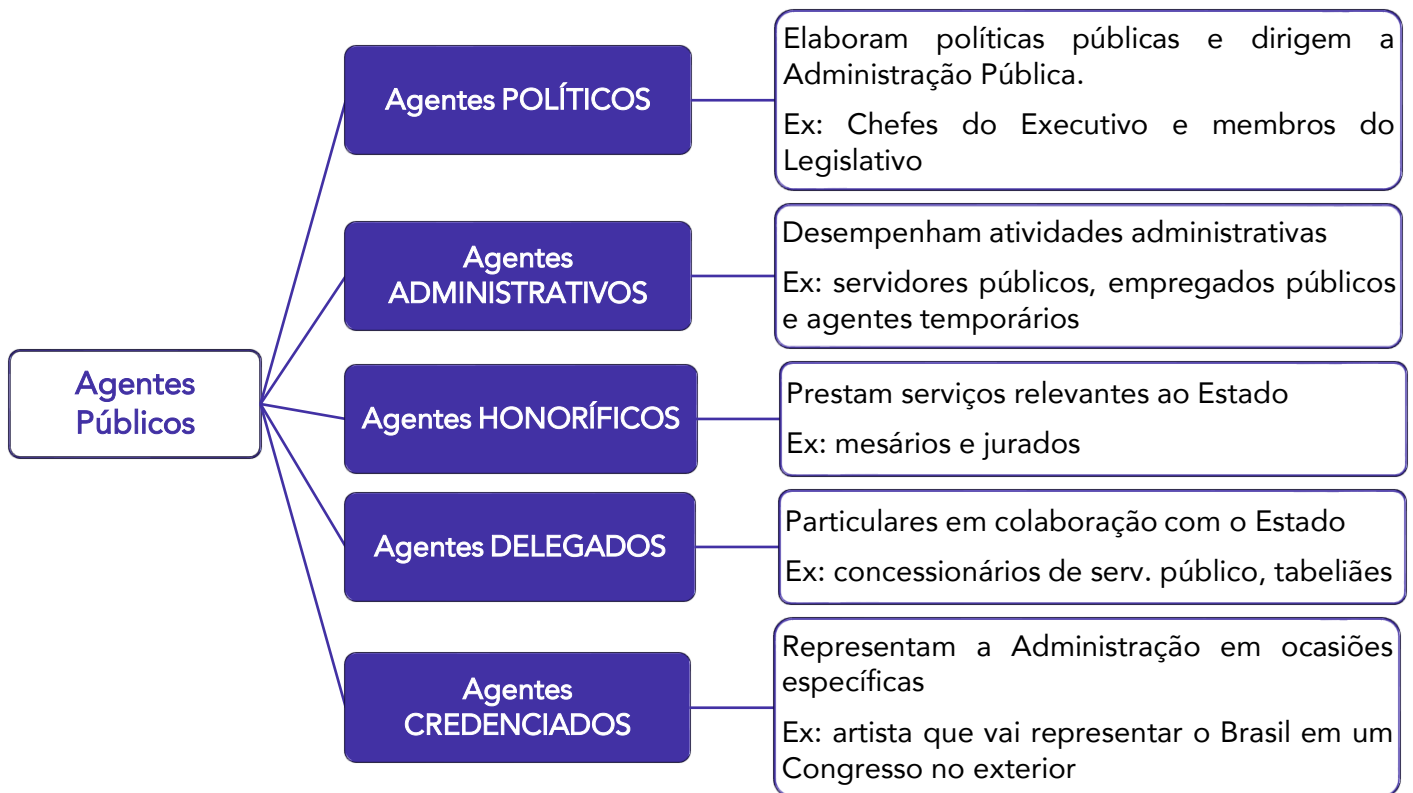 Agentes
Públicos
Agentes POLÍTICOS
Elaboram políticas públicas e dirigem a
Administração Pública.
Ex: Chefes do Executivo e membros do
Legislativo
Agentes
ADMINISTRATIVOS
Desempenham atividades administrativas
Ex: servidores públicos, empregados públicos
e agentes temporários
Agentes HONORÍFICOS
Prestam serviços relevantes ao Estado
Ex: mesários e jurados
Agentes DELEGADOS
Particulares em colaboração com o Estado
Ex: concessionários de serv. público, tabeliães
Agentes
CREDENCIADOS
Representam a Administração em ocasiões
específicas
Ex: artista que vai representar o Brasil em um
Congresso no exterior